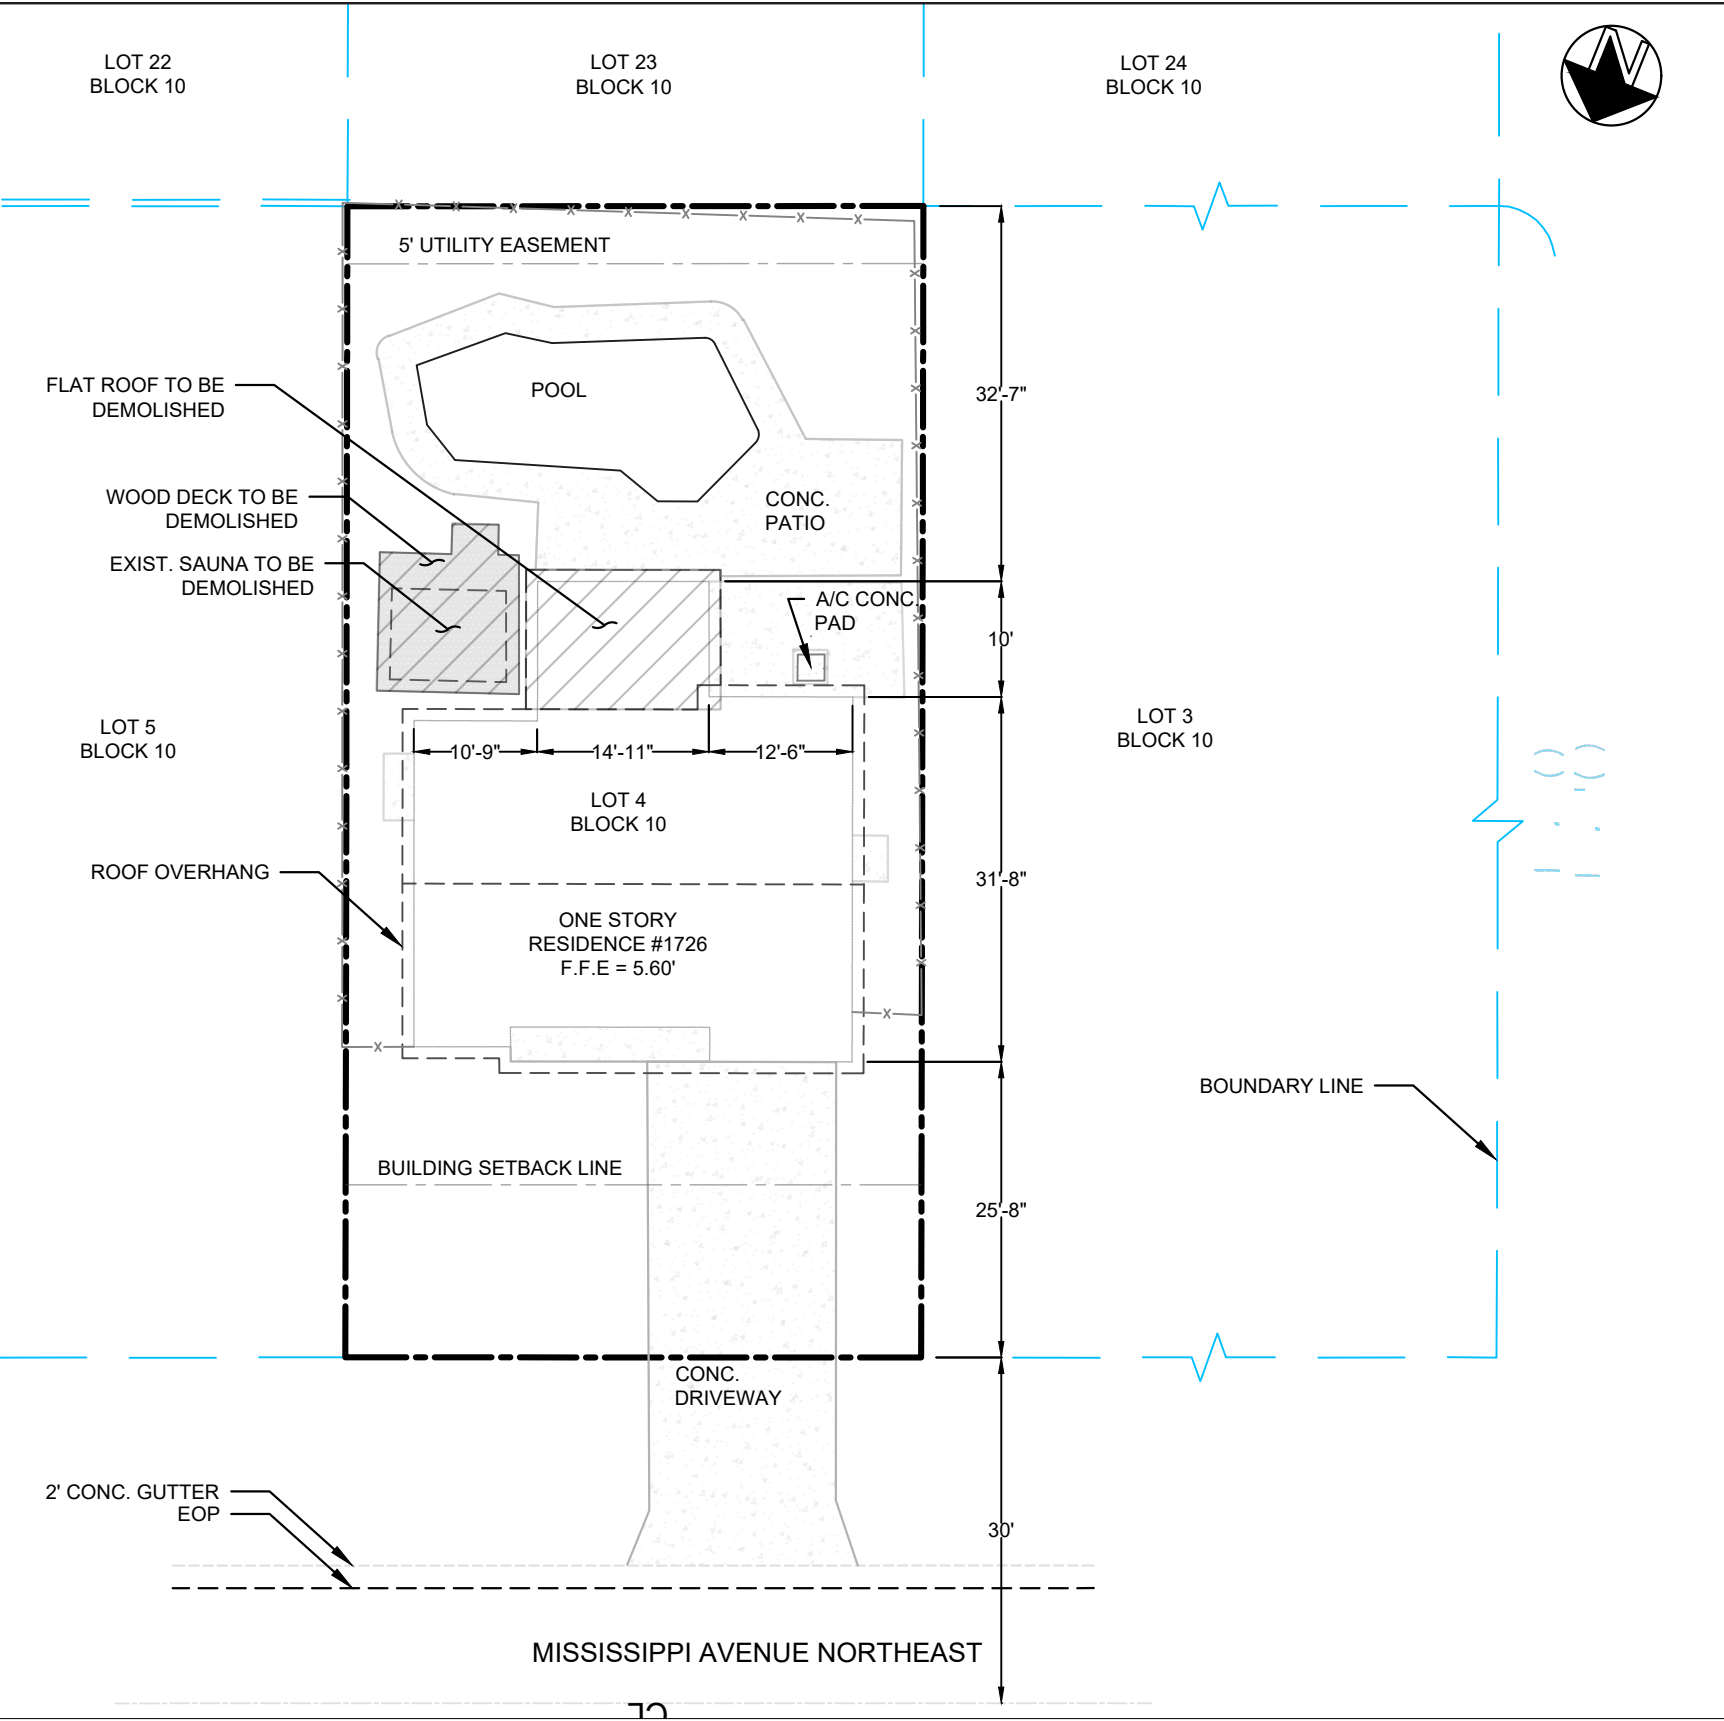 LOT 22
BLOCK 10
LOT 23
BLOCK 10
LOT 24
BLOCK 10
N
5' UTILITY EASEMENT
32'-7"
FLAT ROOF TO BE
DEMOLISHED
POOL
WOOD DECK TO BE
DEMOLISHED
CONC.
PATIO
EXIST. SAUNA TO BE
DEMOLISHED
A/C CONC.
PAD
10'
LOT 5
BLOCK 10
LOT 3
BLOCK 10
10'-9"
14'-11"
12'-6"
LOT 4
BLOCK 10
ROOF OVERHANG
31'-8"
ONE STORY
RESIDENCE #1726
F.F.E = 5.60'
BOUNDARY LINE
BUILDING SETBACK LINE
25'-8"
CONC.
DRIVEWAY
2' CONC. GUTTER
EOP
30'
MISSISSIPPI AVENUE NORTHEAST